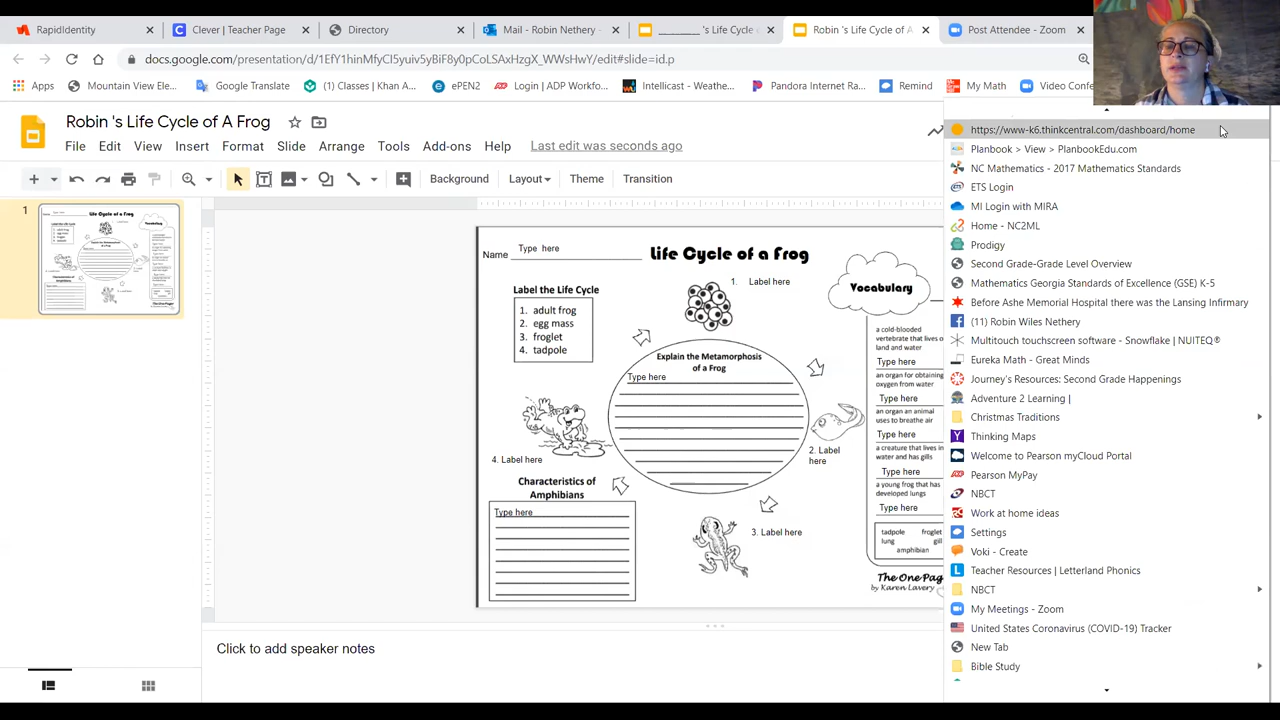 RapidIdentity
Clever | Teacher Page
Directory
Mail - Robin Nethery -
's Life Cycle
Robin 's Life Cycle of A
Post Attendee - Zoom
docs.google.com/presentation/d/
/edit#slide=id.p
Apps
Mountain View Ele...
Google Translate
(1) Classes | Khan A...
ePEN2
Login | ADP Workfo...
Intellicast - Weathe...
Pandora Internet Ra...
Remind
My Math
Video Confe
Robin 's Life Cycle of A Frog
File Edit View Insert Format Slide Arrange Tools Add-ons Help Last edit was seconds ago
Background Layout Theme Transition
1
Name Type here
Life Cycle of a Frog
Label the Life Cycle
1. adult frog
2. egg mass
3. froglet
4. tadpole
1. Label here
Vocabulary
Explain the Metamorphosis
of a Frog
Type here
2. Label
here
3. Label here
4. Label here
Characteristics of
Amphibians
Type here
a cold-blooded
vertebrate that lives o
land and water
Type here
an organ for obtaining
oxygen from water
Type here
an organ an animal
uses to breathe air
Type here
a creature that lives in
water and has gills
Type here
a young frog that has
developed lungs
Type here
tadpole froglet
lung gil
amphibian
The One Pag
by Karen Lavery
Click to add speaker notes
https://www-k6.thinkcentral.com/dashboard/home
Planbook > View > PlanbookEdu.com
NC Mathematics - 2017 Mathematics Standards
ETS Login
MI Login with MIRA
Home - NC2ML
Prodigy
Second Grade-Grade Level Overview
Mathematics Georgia Standards of Excellence (GSE) K-5
Before Ashe Memorial Hospital there was the Lansing Infirmary
(11) Robin Wiles Nethery
Multitouch touchscreen software - Snowflake | NUITEQ®
Eureka Math - Great Minds
Journey's Resources: Second Grade Happenings
Adventure 2 Learning |
Christmas Traditions
Thinking Maps
Welcome to Pearson myCloud Portal
Pearson MyPay
NBCT
Work at home ideas
Settings
Voki - Create
Teacher Resources | Letterland Phonics
NBCT
My Meetings - Zoom
United States Coronavirus (COVID-19) Tracker
New Tab
Bible Study